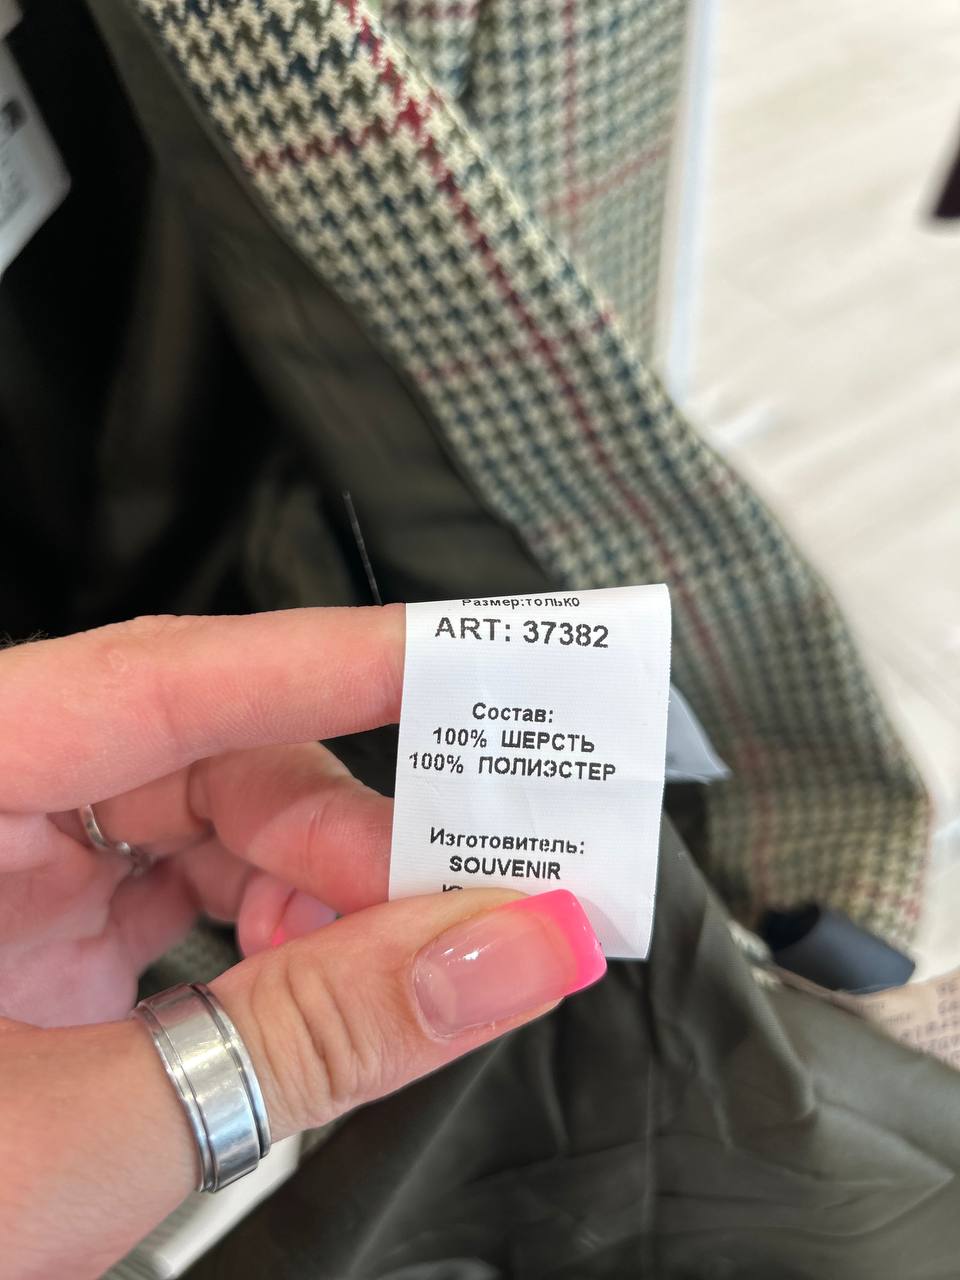 Размер:только
ART: 37382
Состав:
100% ШЕРСТЬ
100% ПОЛИЭСТЕР
Изготовитель:
SOUVENIR